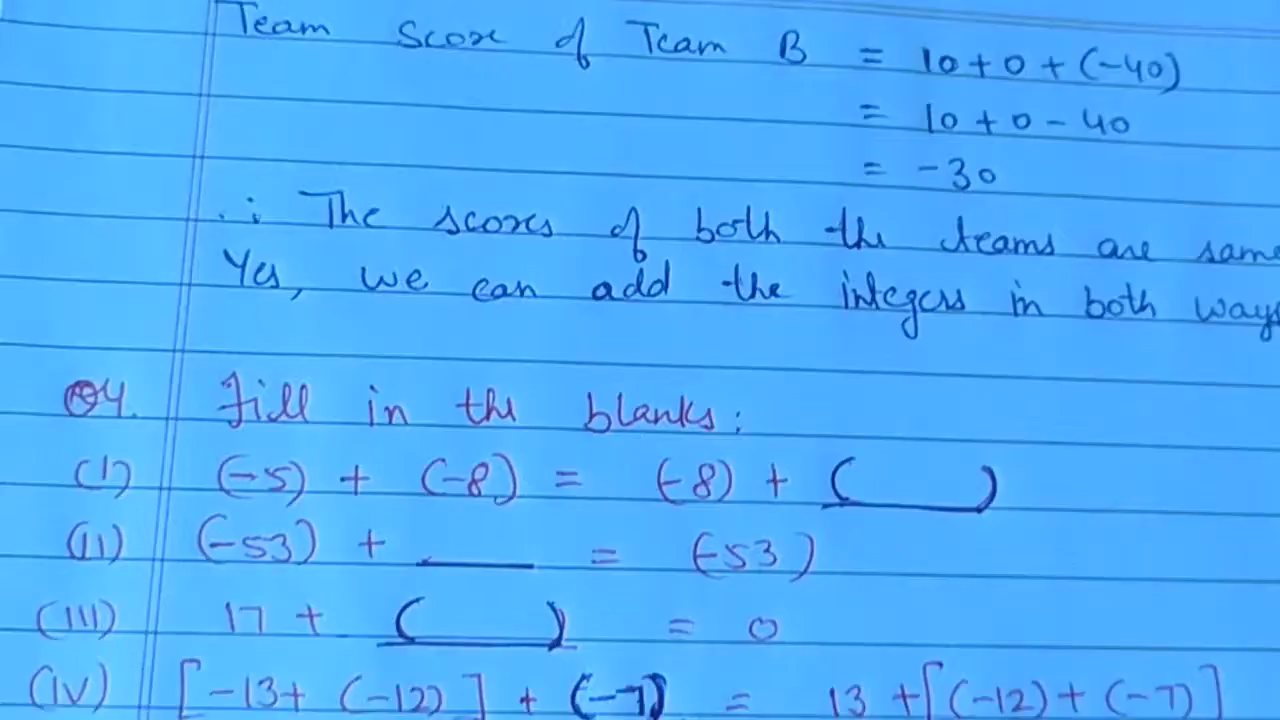 Team Score of Team B = 10+0+(-40)
= 10+0-40
= -30
∴ The scores of both the teams are same
Yes, we can add the integers in both ways
Q4. Fill in the blanks:
(I) (-5) + (-8) = (-8) + (____)
(II) (-53) + ____ = (-53)
(III) 17 + (____) = 0
(IV) [-13+ (-12)] + (-7) = 13 +[(-12) + (-7)]